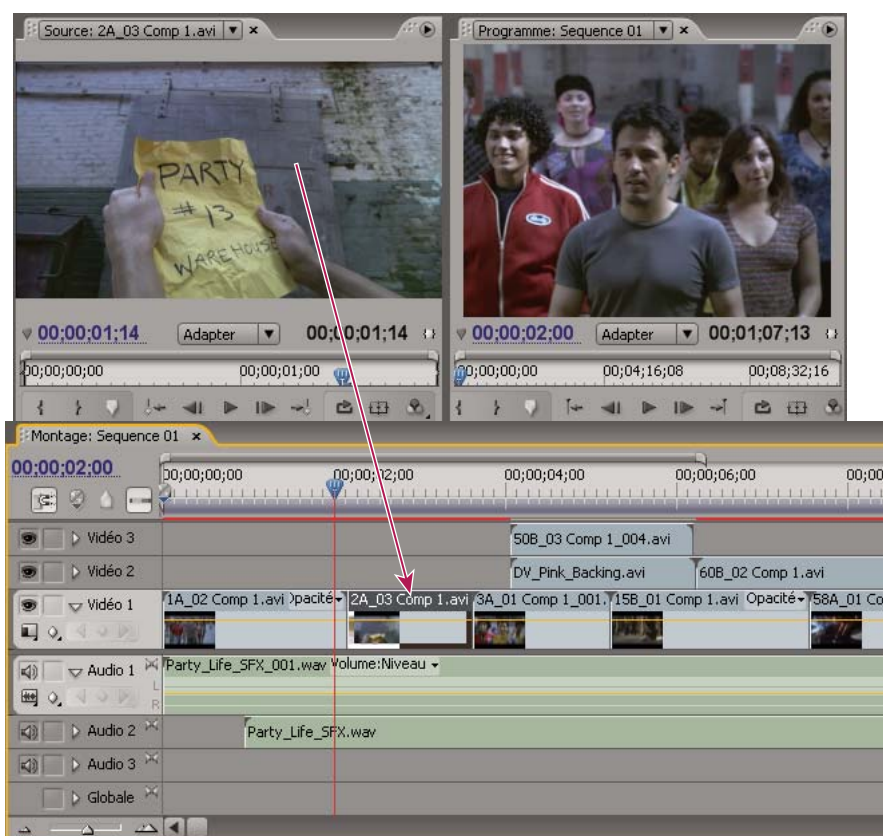 Source: 2A_03 Comp 1.avi
Programme: Sequence 01
PARTY
# 13
WAREHOUSE
00;00;01;14 Adapter 00;00;01;14
00;00;02;00 Adapter 00;01;07;13
00;00;00;00 00;00;01;00
00;00;00;00 00;04;16;08 00;08;32;16
Montage: Sequence 01
00;00;02;00
00;00;00;00 00;00;02;00 00;00;04;00 00;00;06;00 00;00
Vidéo 3 50B_03 Comp 1_004.avi
Vidéo 2 DV_Pink_Backing.avi 60B_02 Comp 1.avi
Vidéo 1 1A_02 Comp 1.avi Opacité 2A_03 Comp 1.avi 3A_01 Comp 1_001. 15B_01 Comp 1.avi Opacité 58A_01 Co
Audio 1 Party_Life_SFX_001.wav Volume:Niveau
L
R
Audio 2 Party_Life_SFX.wav
Audio 3
Globale